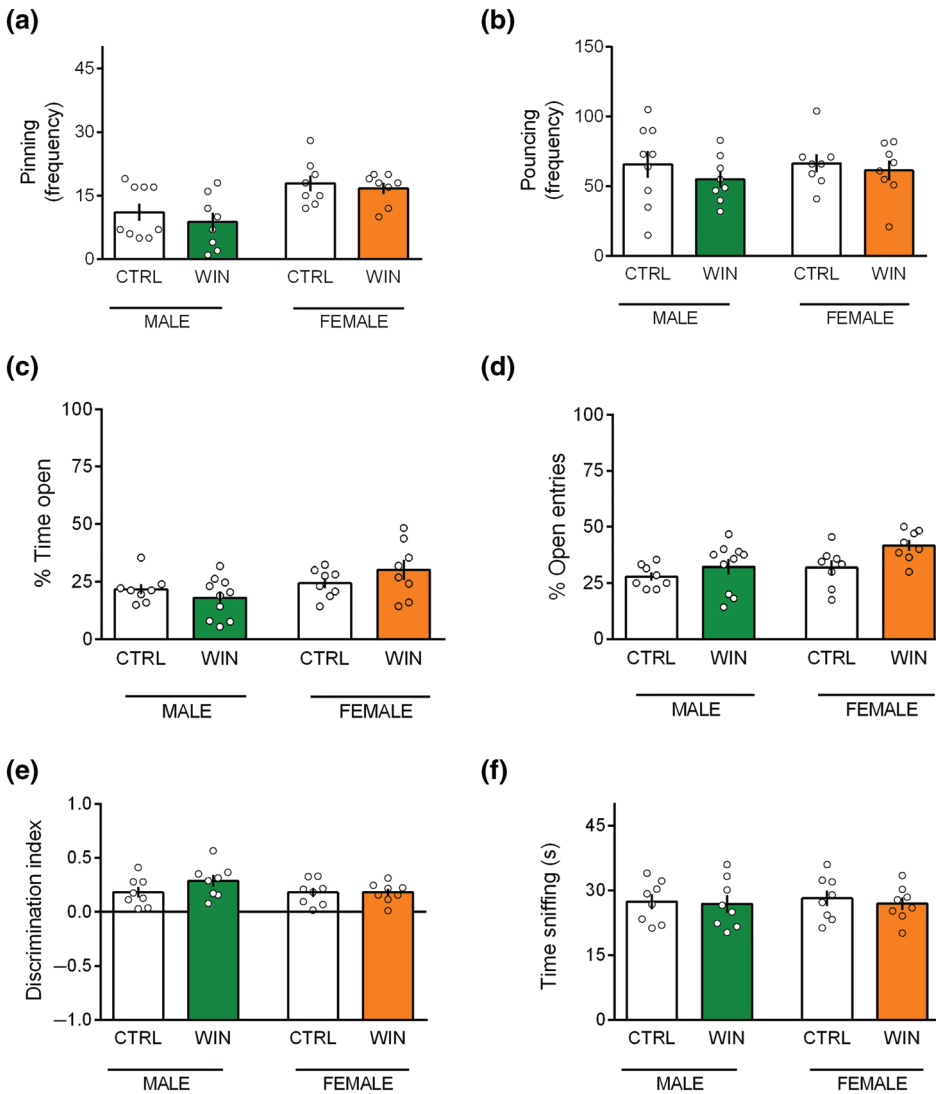 (a)
Pinning
(frequency)
45
30
15
0
CTRL WIN CTRL WIN
MALE FEMALE
(b)
Pouncing
(frequency)
150
100
50
0
CTRL WIN CTRL WIN
MALE FEMALE
(c)
% Time open
100
75
50
25
0
CTRL WIN CTRL WIN
MALE FEMALE
(d)
% Open entries
100
75
50
25
0
CTRL WIN CTRL WIN
MALE FEMALE
(e)
Discrimination index
1.0
0.5
0.0
−0.5
−1.0
CTRL WIN CTRL WIN
MALE FEMALE
(f)
Time sniffing (s)
45
30
15
0
CTRL WIN CTRL WIN
MALE FEMALE